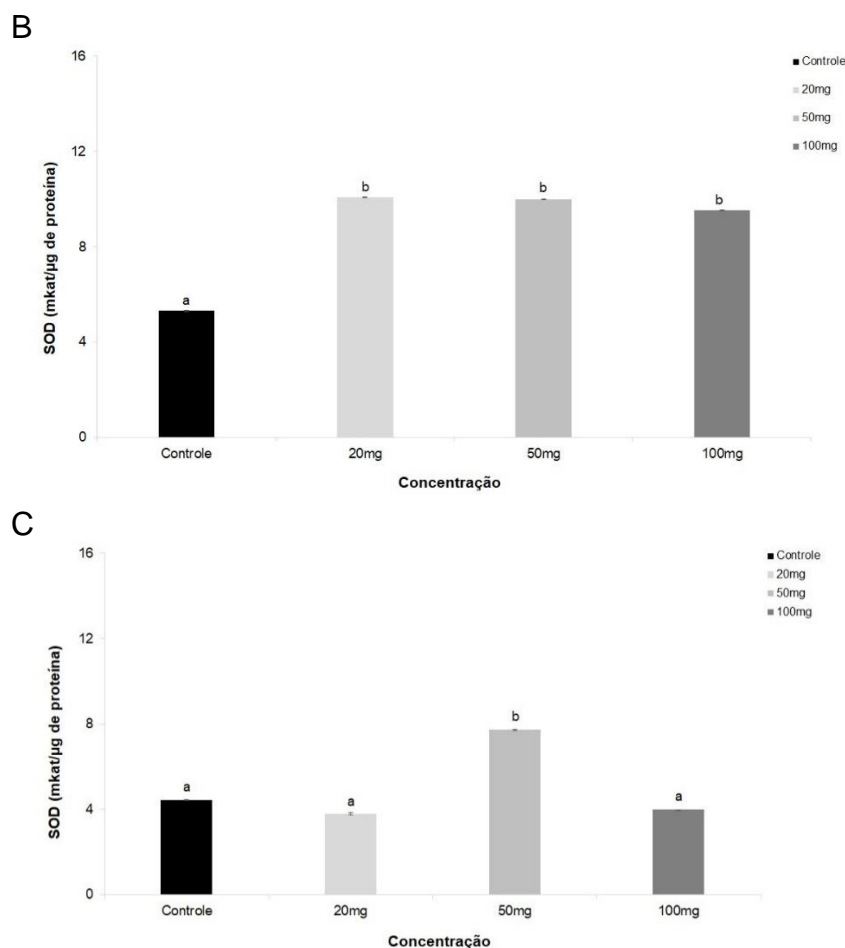 B
16
12
8
4
0
SOD (mkat/µg de proteína)
a
b
b
b
Controle
20mg
50mg
100mg
Concentração
Controle
20mg
50mg
100mg
C
16
12
8
4
0
SOD (mkat/µg de proteína)
a
a
b
a
Controle
20mg
50mg
100mg
Concentração
Controle
20mg
50mg
100mg